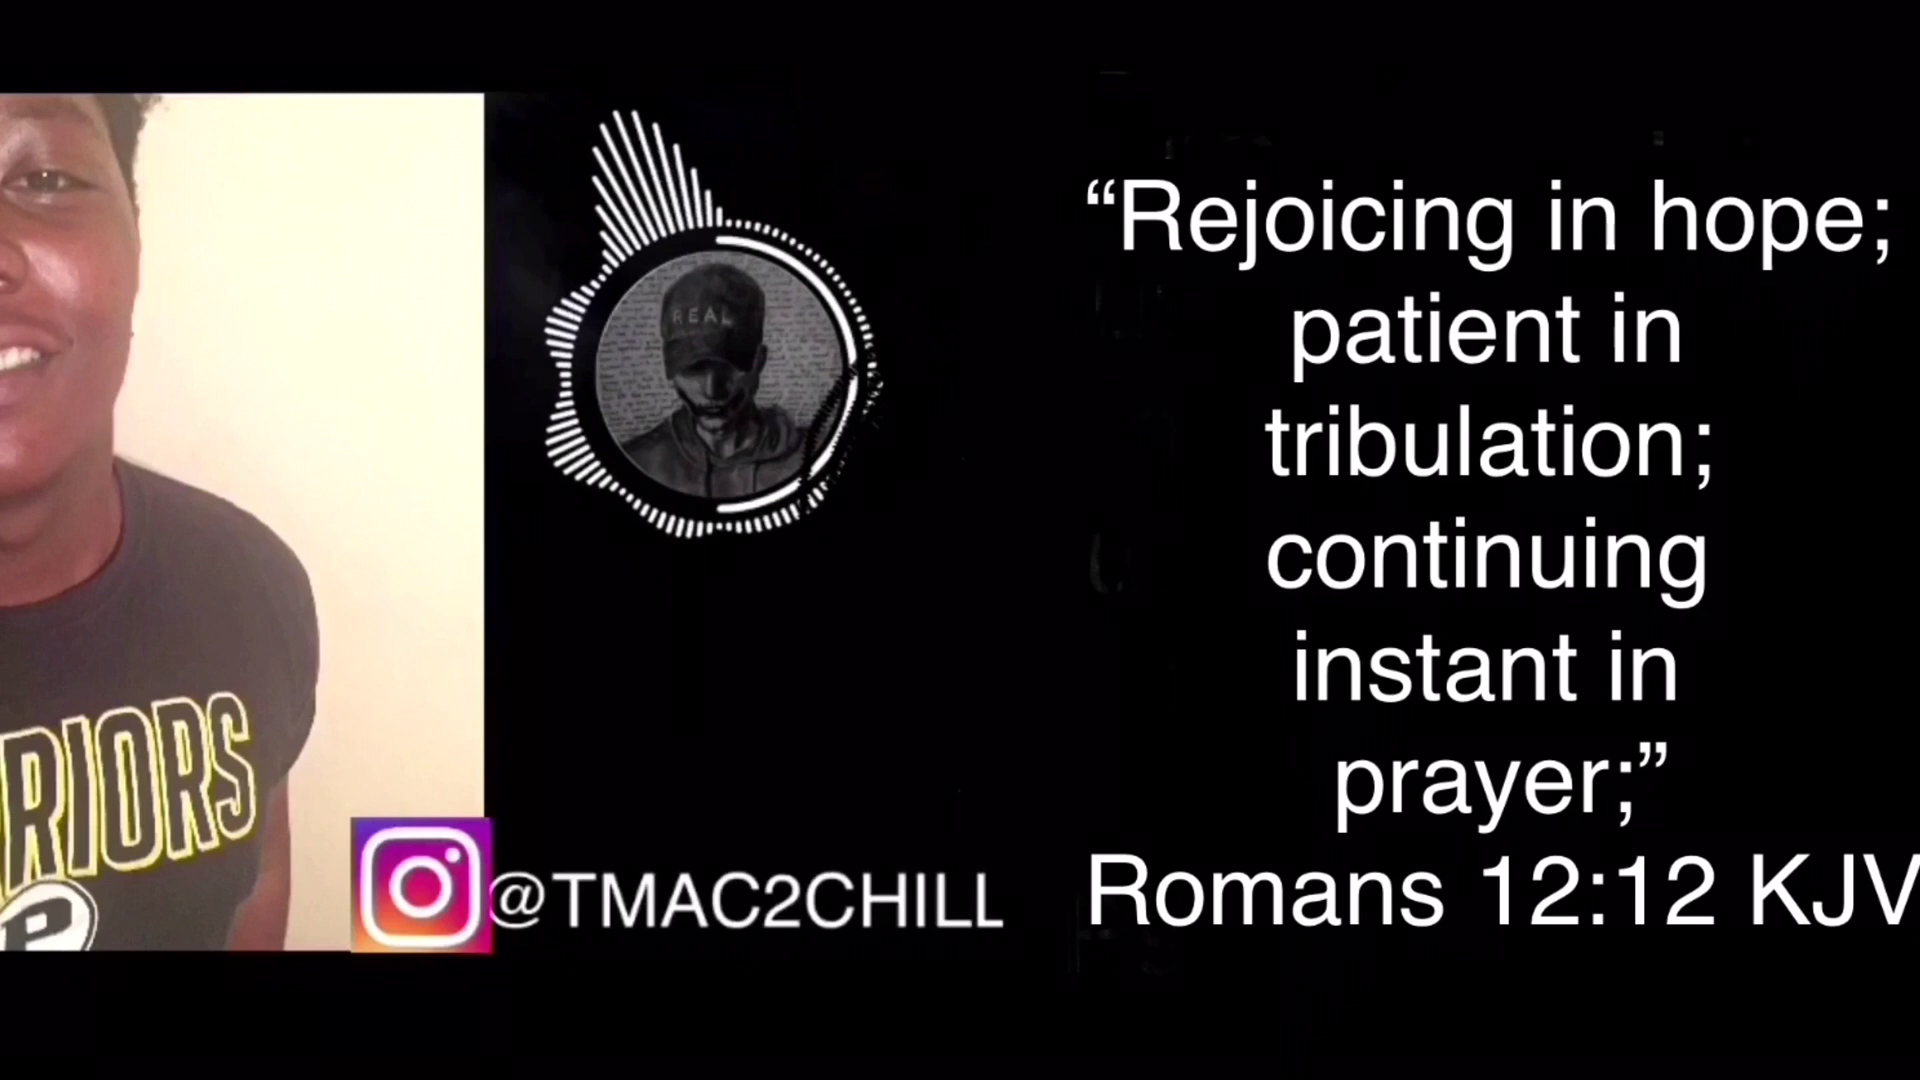 REAL
RIORS
P
@TMAC2CHILL
“Rejoicing in hope;
patient in
tribulation;
continuing
instant in
prayer;”
Romans 12:12 KJV